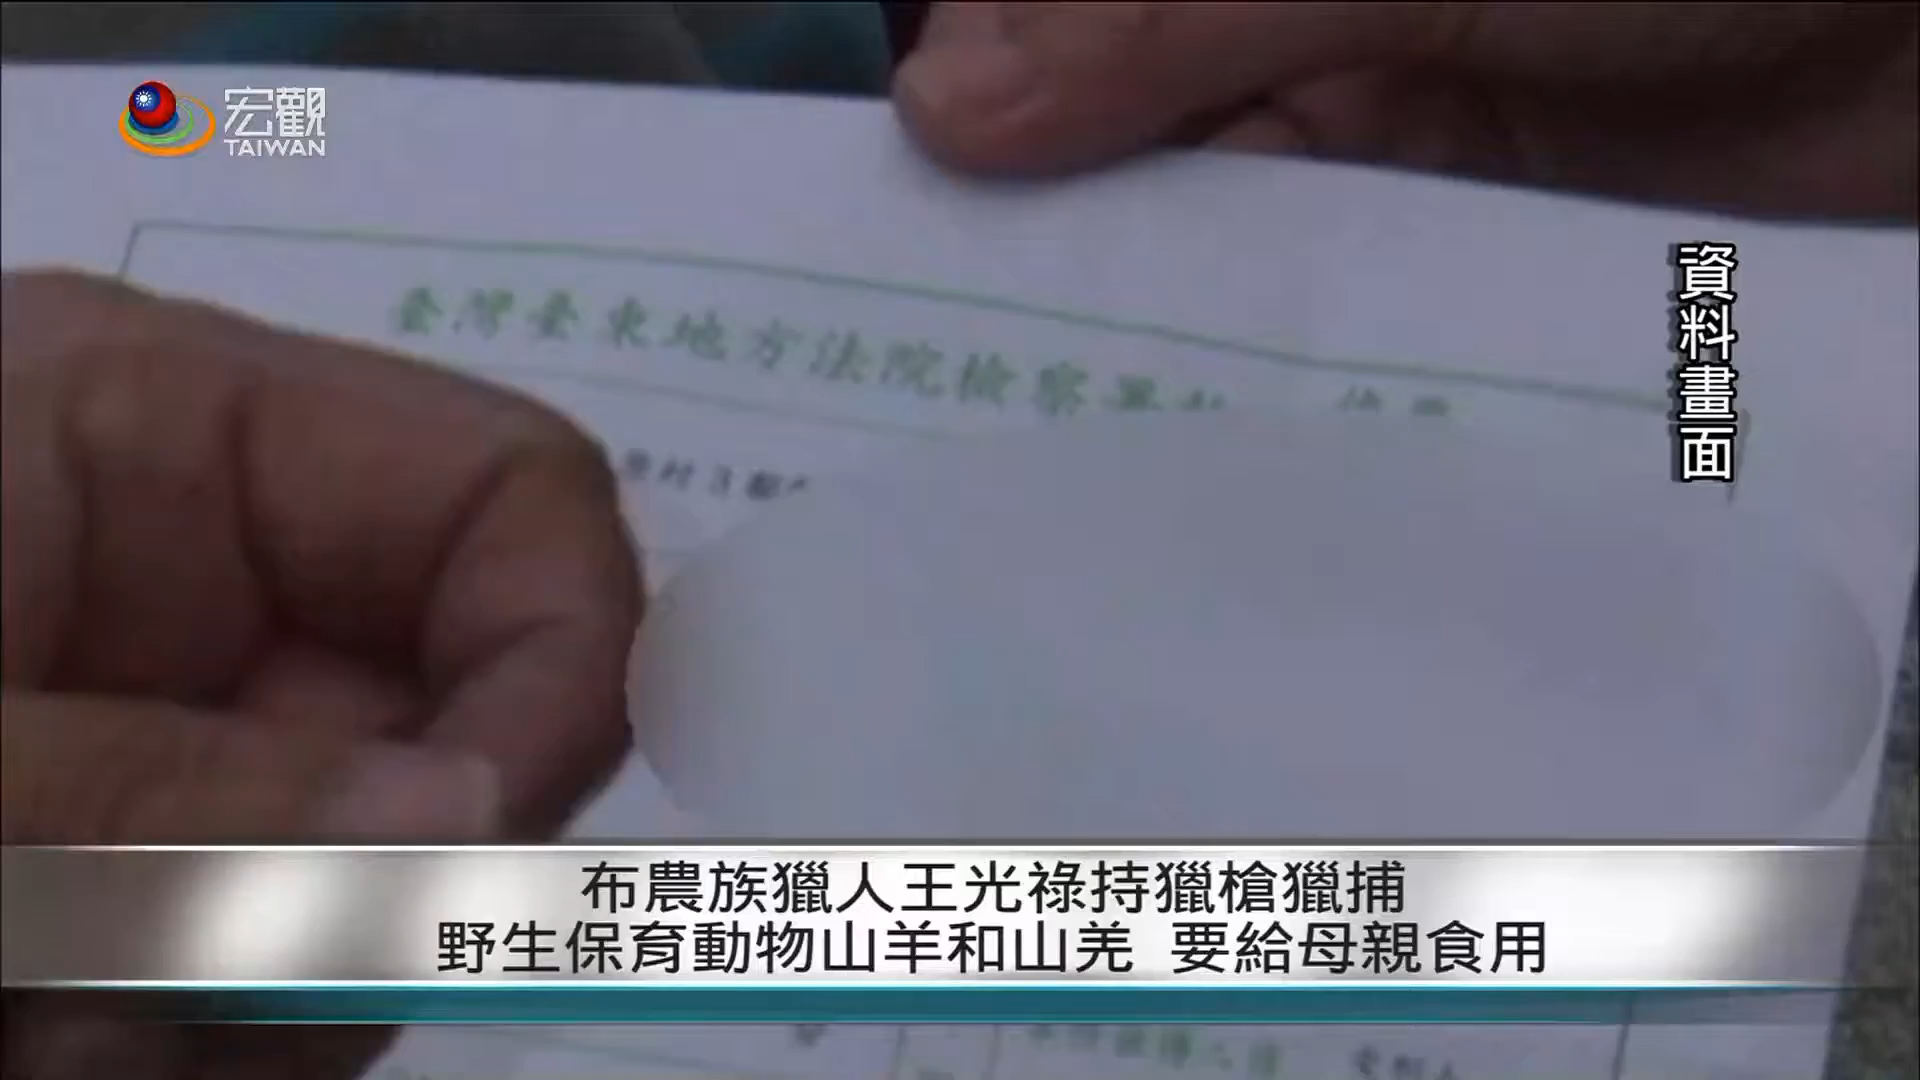 宏觀
TAIWAN
資料畫面
臺灣臺東地方法院檢察署
布農族獵人王光祿持獵槍獵捕
野生保育動物山羊和山羌 要給母親食用